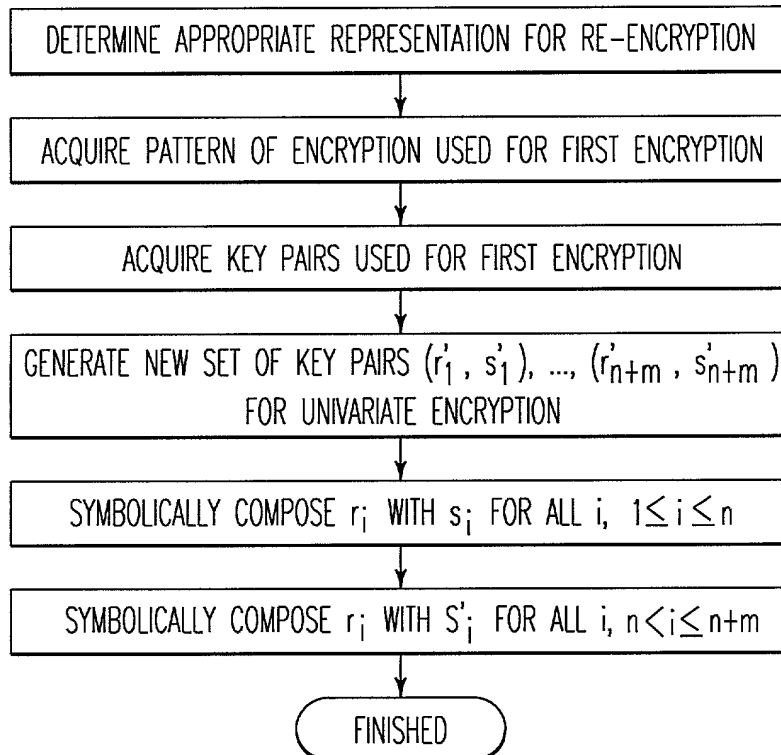 DETERMINE APPROPRIATE REPRESENTATION FOR RE-ENCRYPTION
ACQUIRE PATTERN OF ENCRYPTION USED FOR FIRST ENCRYPTION
ACQUIRE KEY PAIRS USED FOR FIRST ENCRYPTION
GENERATE NEW SET OF KEY PAIRS (r'₁ , s'₁), ..., (r'ₙ₊ₘ , s'ₙ₊ₘ)
FOR UNIVARIATE ENCRYPTION
SYMBOLICALLY COMPOSE rᵢ WITH sᵢ FOR ALL i, 1≤ i ≤ n
SYMBOLICALLY COMPOSE rᵢ WITH S'ᵢ FOR ALL i, n< i ≤ n+m
FINISHED